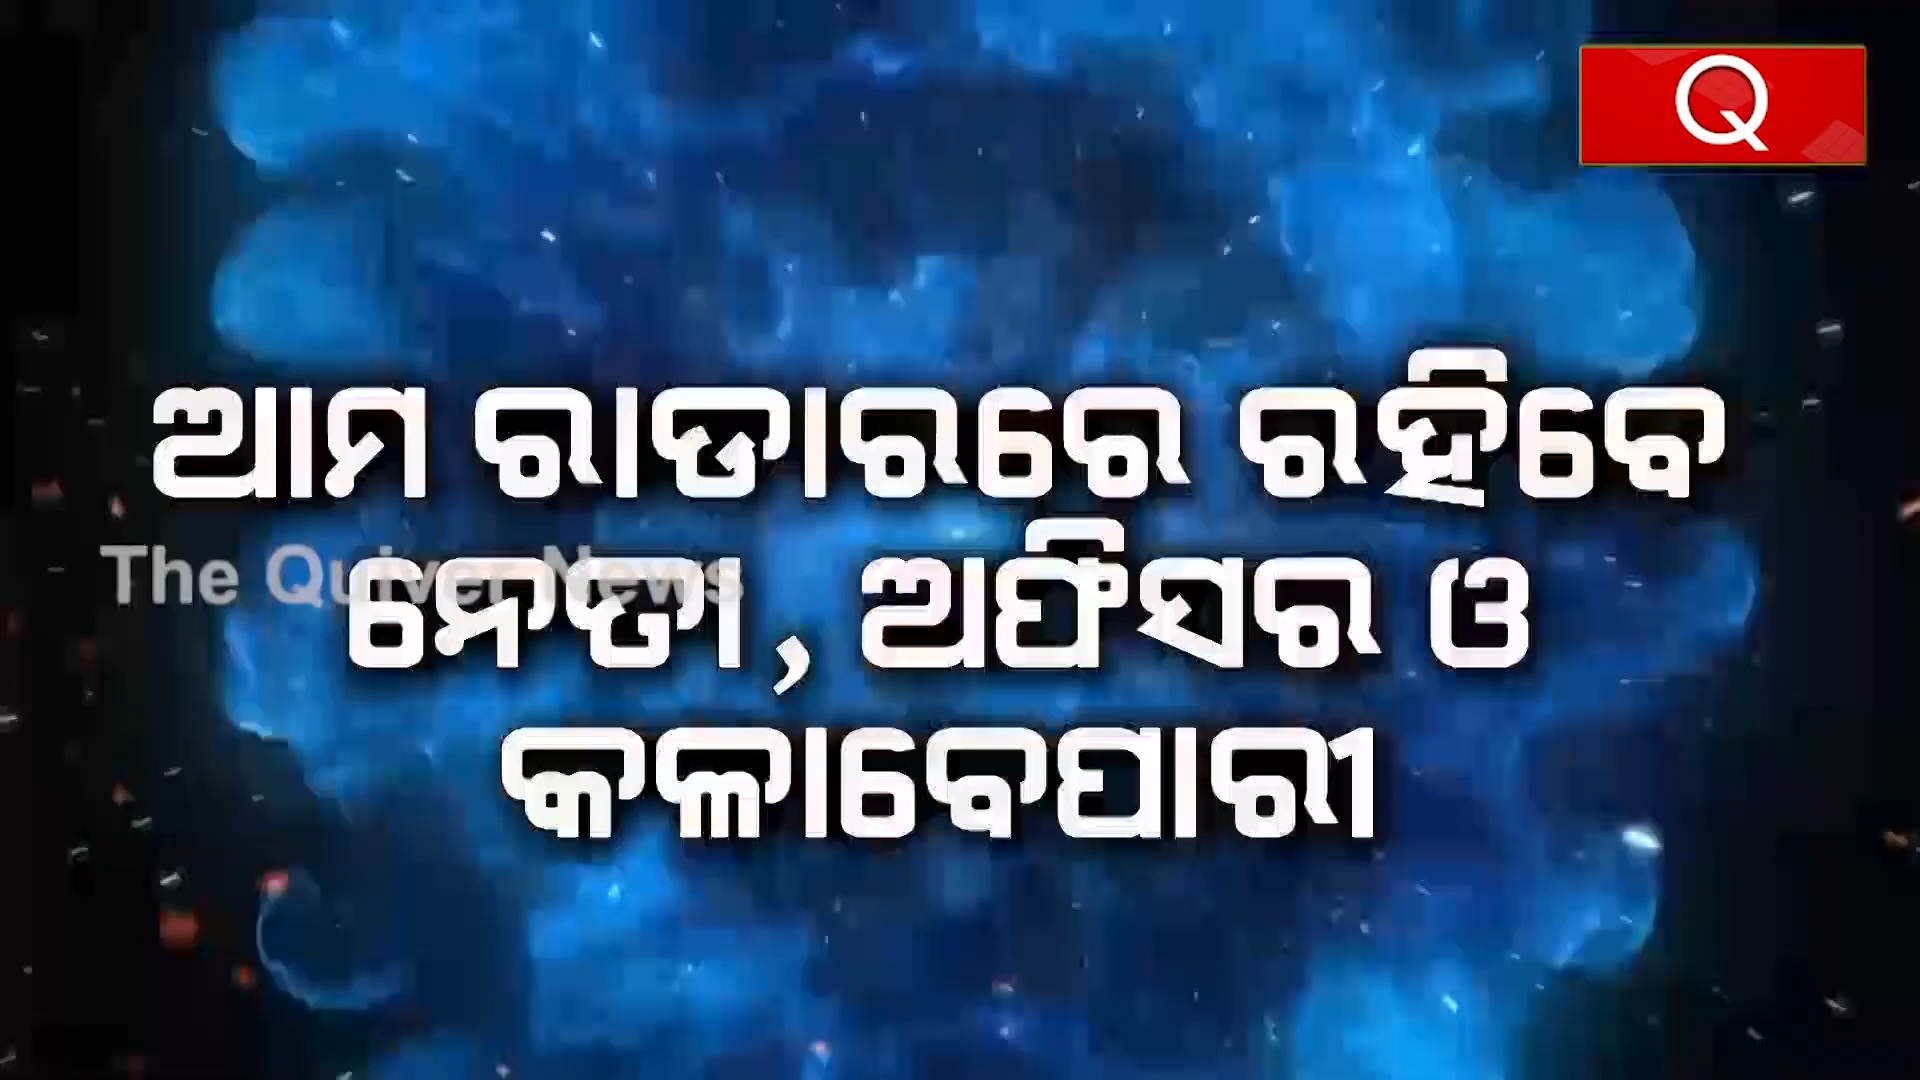 Q
ଆମ ରାଡାରରେ ରହିବେ
The Quiver News
ନେତା, ଅଫିସର ଓ
କଳାବେପାରୀ